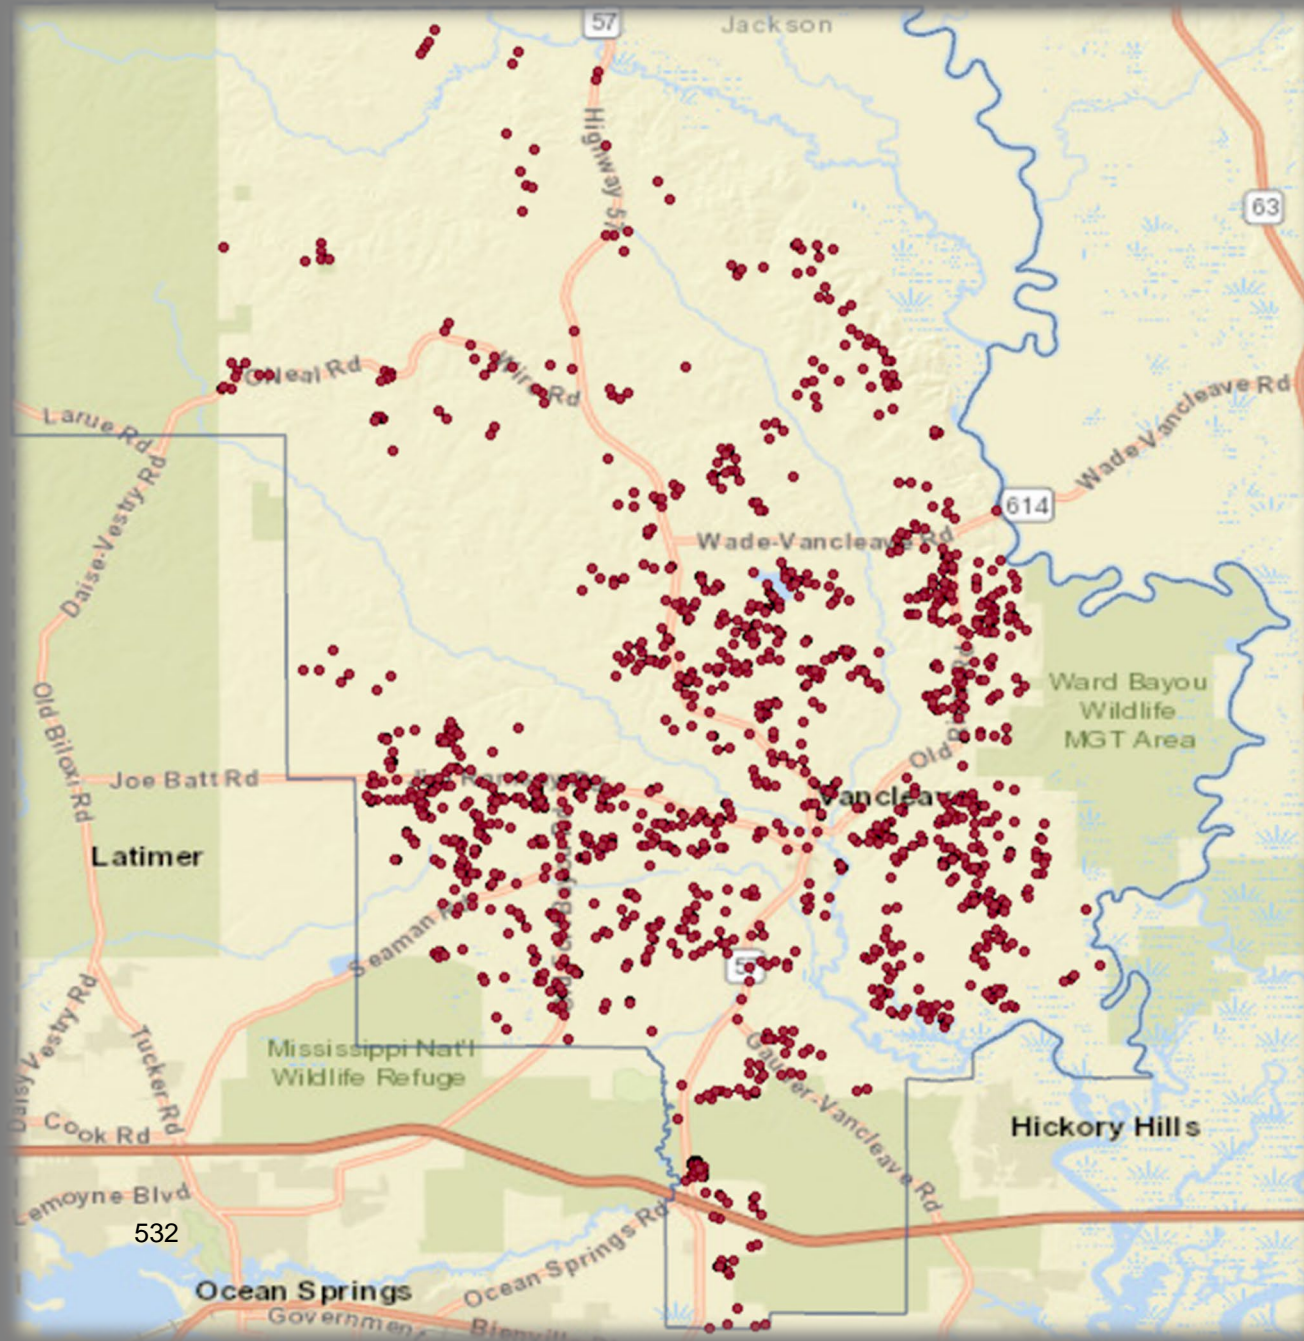 57
Jackson
Highway 57
63
ONeal Rd
Wire Rd
Larue Rd
Wade-Vancleave Rd
614
Daisy-Vestry Rd
Wade-Vancleave Rd
Ward Bayou
Wildlife
MGT Area
Old Biloxi Rd
Old
Joe Batt Rd
Vancleave
Latimer
Seaman Rd
57
Daisy Vestry Rd
Tucker Rd
Mississippi Nat'l
Wildlife Refuge
Gautier-Vancleave Rd
Cook Rd
Hickory Hills
Lemoyne Blvd
532
Ocean Springs Rd
Ocean Springs
Government